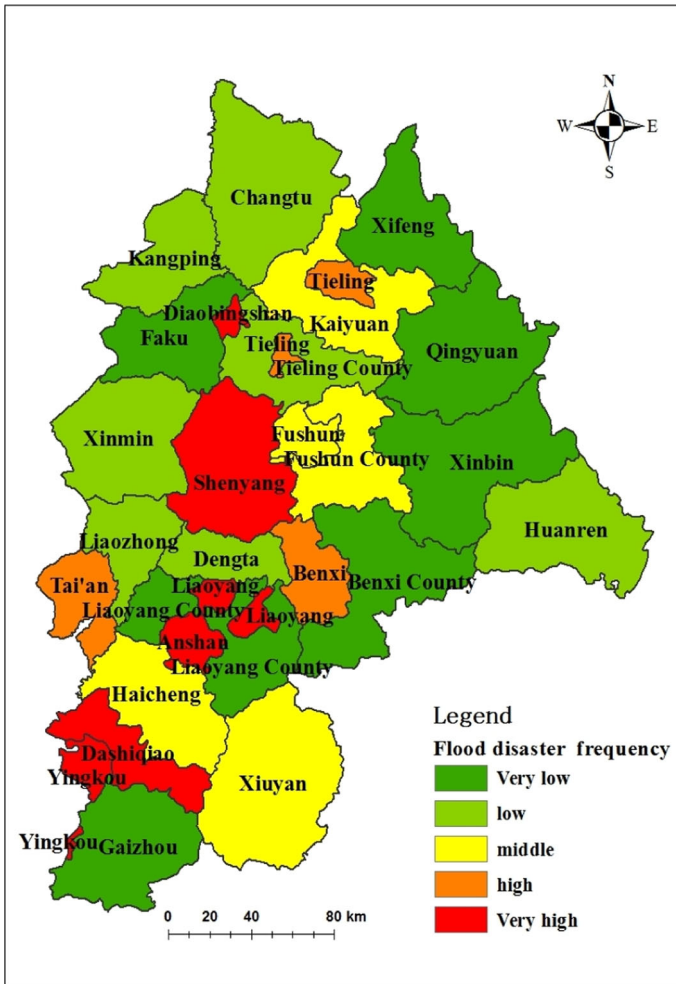 N
W E
S
Changtu
Xifeng
Kangping
Tieling
Diaobingshan
Kaiyuan
Faku
Tieling
Qingyuan
Tieling County
Xinmin
Fushun
Fushun County
Xinbin
Shenyang
Huanren
Liaozhong
Dengta
Benxi
Tai'an
Liaoyang
Benxi County
Liaoyang County
Liaoyang
Anshan
Liaoyang County
Haicheng
Dashiqiao
Yingkou
Xiuyan
Yingkou
Gaizhou
Legend
Flood disaster frequency
Very low
low
middle
high
Very high
0 20 40 80 km